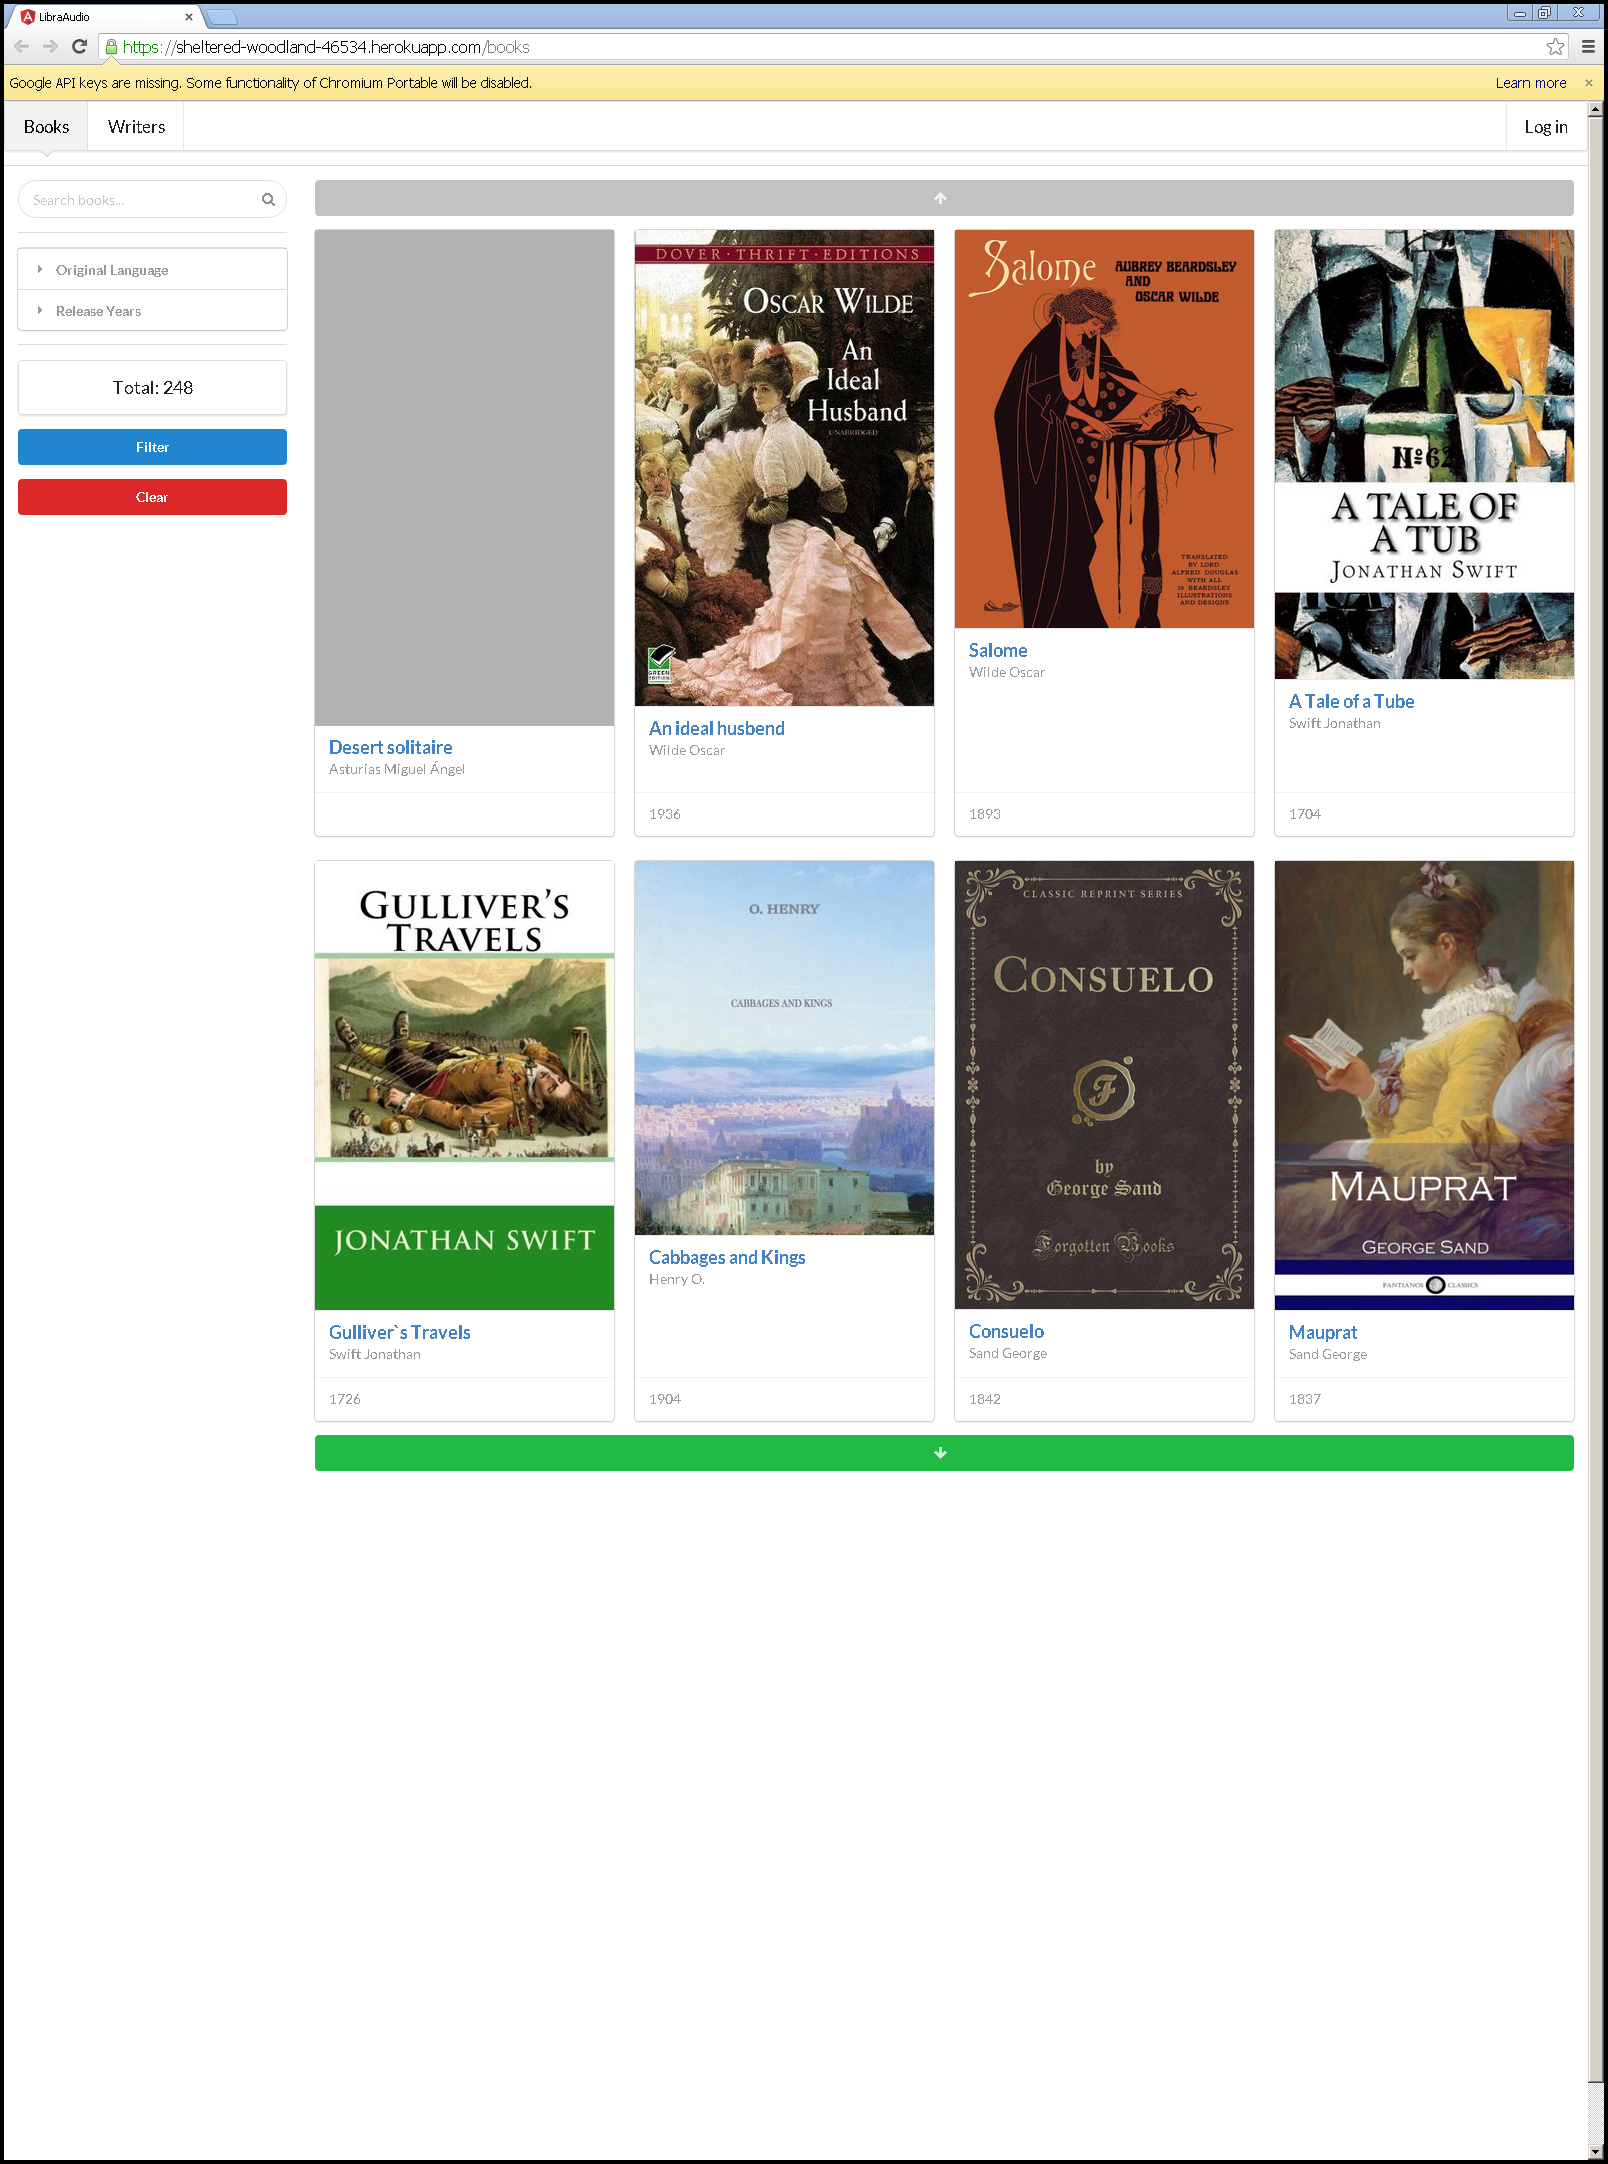 LibraAudio
https://sheltered-woodland-46534.herokuapp.com/books
Google API keys are missing. Some functionality of Chromium Portable will be disabled.
Learn more
Books
Writers
Log in
Search books...
Original Language
Release Years
Total: 248
Filter
Clear
Desert solitaire
Asturias Miguel Ángel
DOVER · THRIFT · EDITIONS
OSCAR WILDE
An
Ideal
Husband
UNABRIDGED
GREEN
EDITION
An ideal husbend
Wilde Oscar
1936
Salome
AUBREY BEARDSLEY
AND
OSCAR WILDE
TRANSLATED
BY LORD
ALFRED DOUGLAS
WITH ALL
10 BEARDSLEY
ILLUSTRATIONS
AND DESIGNS
Salome
Wilde Oscar
1893
Nº62
A TALE OF
A TUB
JONATHAN SWIFT
A Tale of a Tube
Swift Jonathan
1704
GULLIVER'S
TRAVELS
JONATHAN SWIFT
Gulliver`s Travels
Swift Jonathan
1726
O. HENRY
CABBAGES AND KINGS
Cabbages and Kings
Henry O.
1904
CLASSIC REPRINT SERIES
CONSUELO
F
by
George Sand
Forgotten Books
Consuelo
Sand George
1842
MAUPRAT
GEORGE SAND
PANTIANOS CLASSICS
Mauprat
Sand George
1837